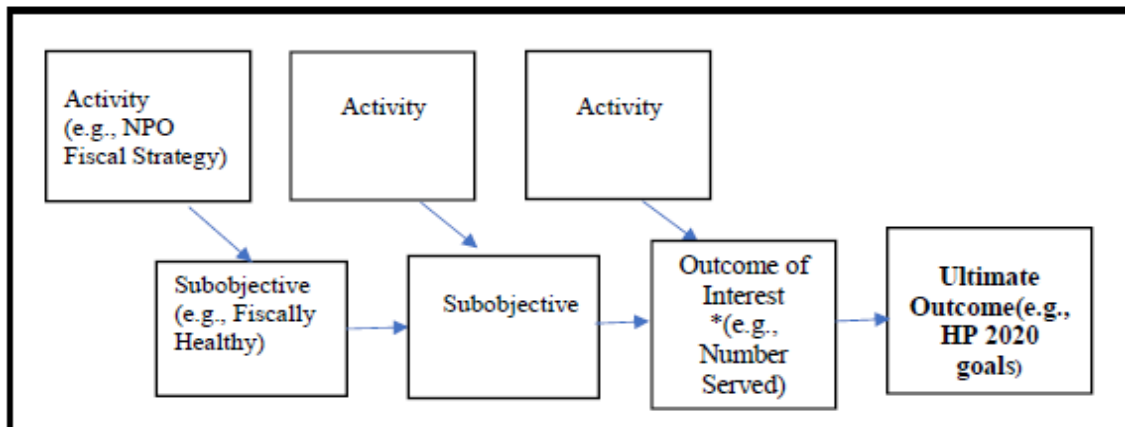 Activity
(e.g., NPO
Fiscal Strategy)
Activity
Activity
Subobjective
(e.g., Fiscally
Healthy)
Subobjective
Outcome of
Interest
*(e.g.,
Number
Served)
Ultimate
Outcome(e.g.,
HP 2020
goals)